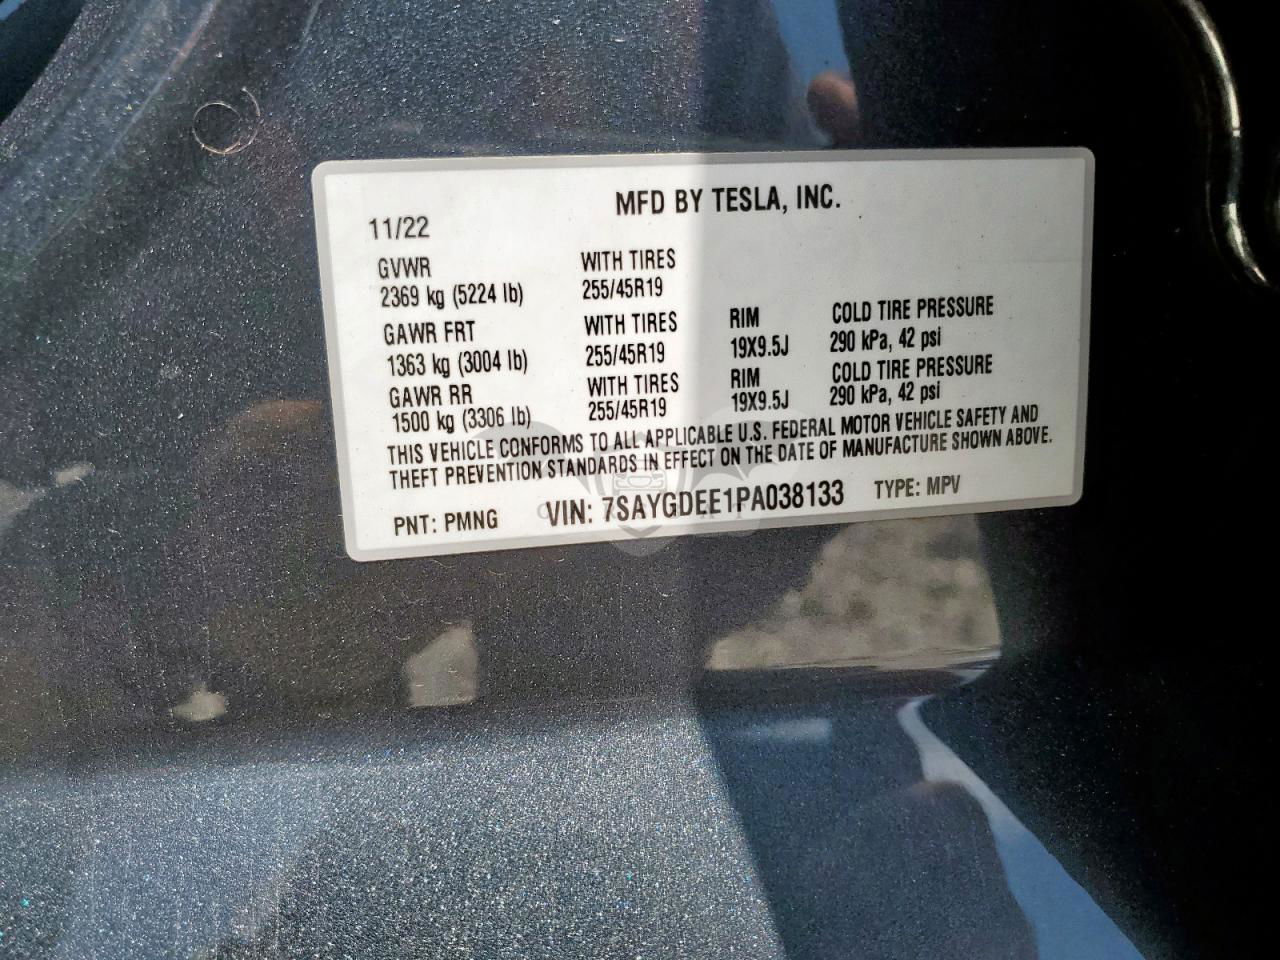 MFD BY TESLA, INC.
11/22
GVWR WITH TIRES
2369 kg (5224 lb) 255/45R19
GAWR FRT WITH TIRES RIM COLD TIRE PRESSURE
1363 kg (3004 lb) 255/45R19 19X9.5J 290 kPa, 42 psi
GAWR RR WITH TIRES RIM COLD TIRE PRESSURE
1500 kg (3306 lb) 255/45R19 19X9.5J 290 kPa, 42 psi
THIS VEHICLE CONFORMS TO ALL APPLICABLE U.S. FEDERAL MOTOR VEHICLE SAFETY AND
THEFT PREVENTION STANDARDS IN EFFECT ON THE DATE OF MANUFACTURE SHOWN ABOVE.
PNT: PMNG VIN: 7SAYGDEE1PA038133 TYPE: MPV